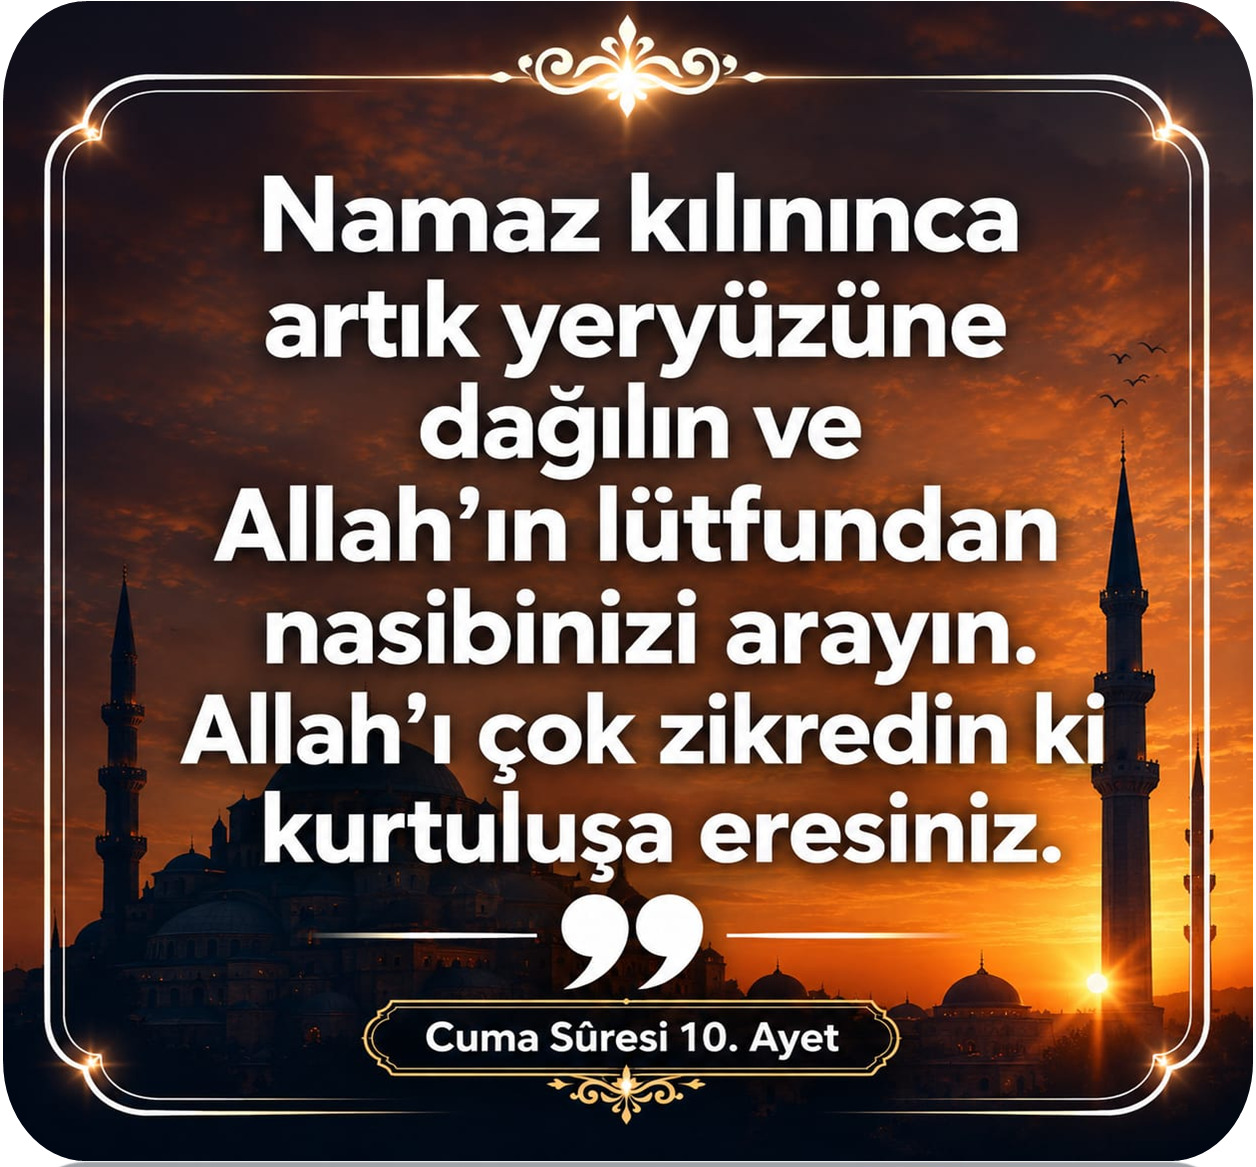 Namaz kılınınca
artık yeryüzüne
dağılın ve
Allah’ın lütfundan
nasibinizi arayın.
Allah’ı çok zikredin ki
kurtuluşa eresiniz.
”
Cuma Sûresi 10. Ayet